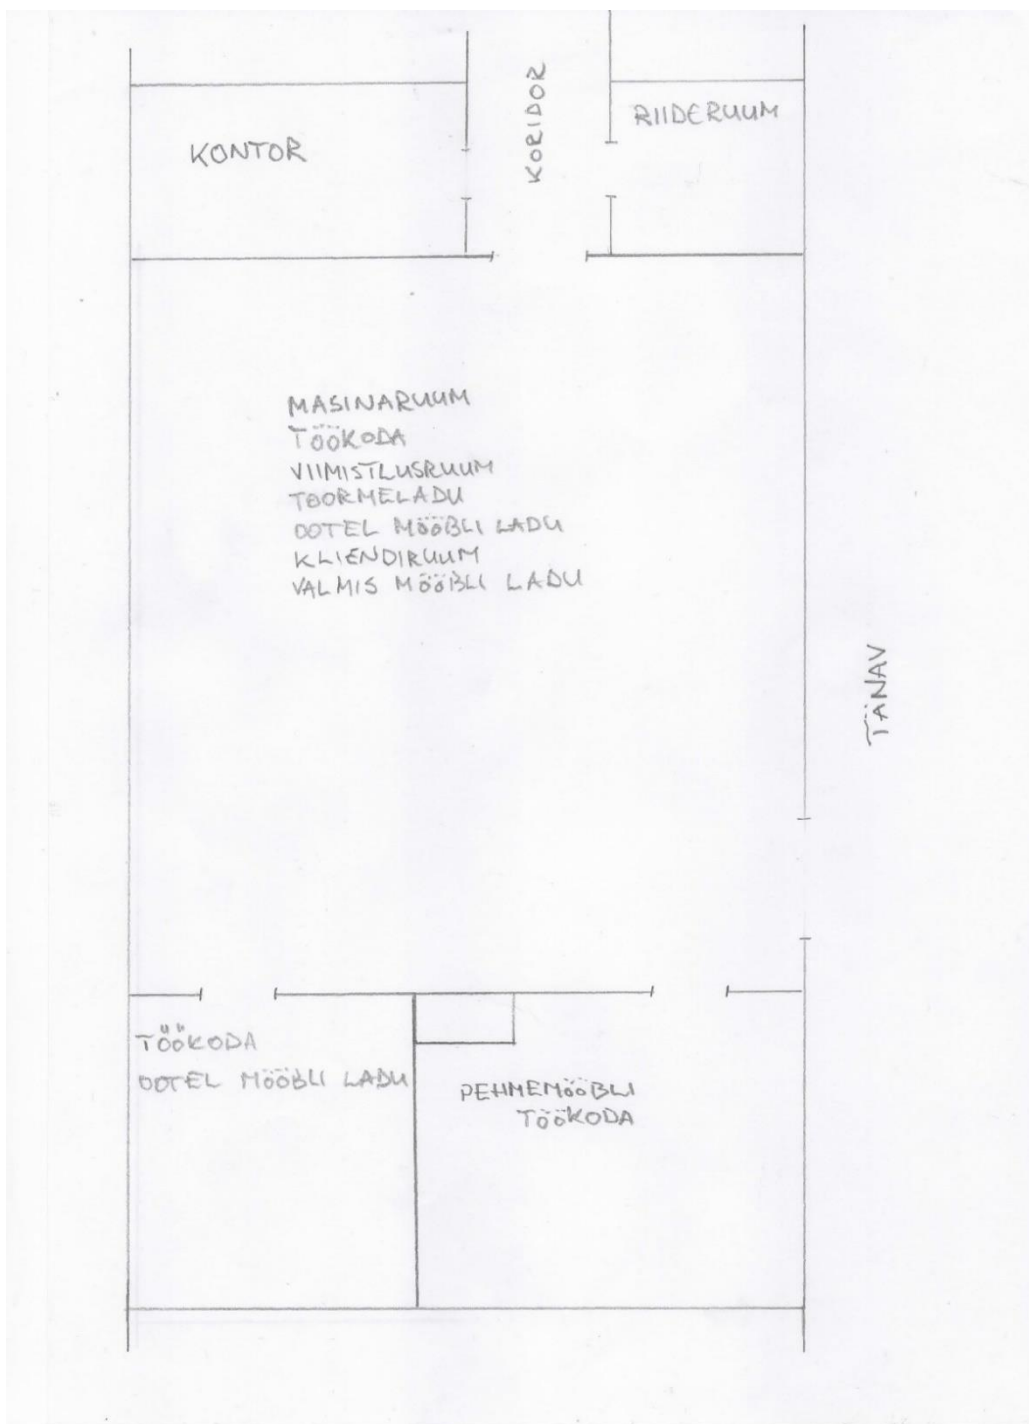 KONTOR
KORIDOR
RIIDERUUM
MASINARUUM
TÖÖKODA
VIIMISTLUSRUUM
TOORMELADU
OOTEL MÖÖBLI LADU
KLIENDIRUUM
VALMIS MÖÖBLI LADU
TÄNAV
TÖÖKODA
OOTEL MÖÖBLI LADU
PEHMEMÖÖBLI
TÖÖKODA